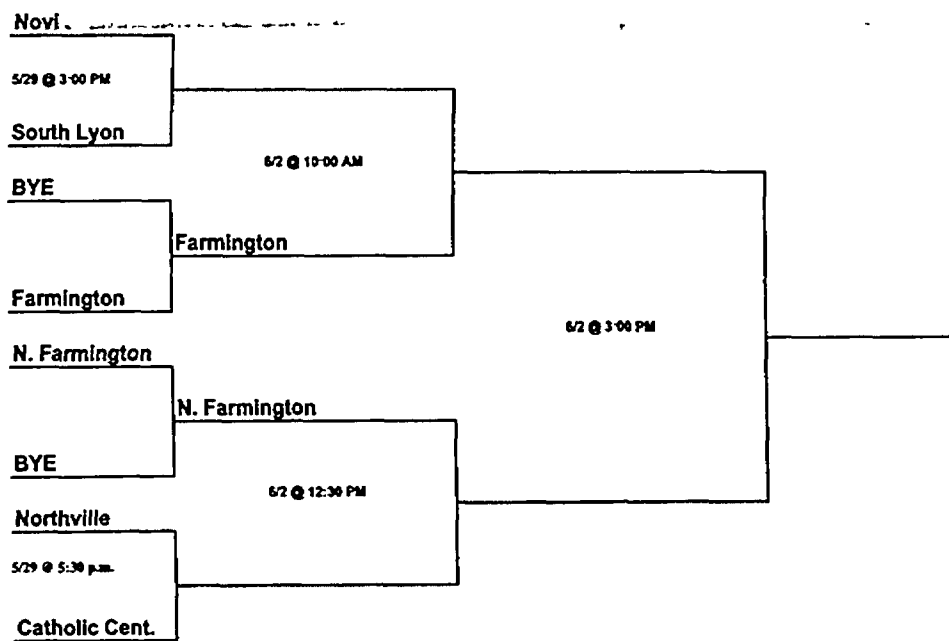 Novi
5/29 @ 3:00 PM
South Lyon
6/2 @ 10:00 AM
BYE
Farmington
Farmington
6/2 @ 3:00 PM
N. Farmington
N. Farmington
BYE
6/2 @ 12:30 PM
Northville
5/29 @ 5:30 p.m.
Catholic Cent.